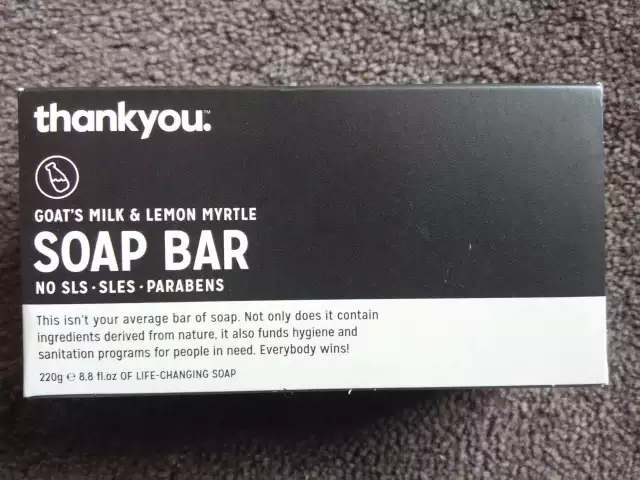 thankyou.™
GOAT'S MILK & LEMON MYRTLE
SOAP BAR
NO SLS · SLES · PARABENS
This isn't your average bar of soap. Not only does it contain
ingredients derived from nature, it also funds hygiene and
sanitation programs for people in need. Everybody wins!
220g ℮ 8.8 fl.oz OF LIFE-CHANGING SOAP